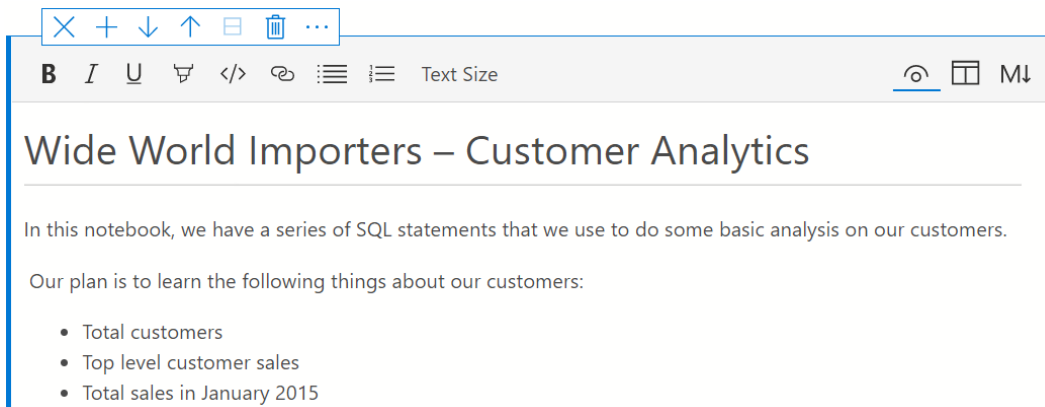 B I U </> Text Size M↓
Wide World Importers – Customer Analytics
In this notebook, we have a series of SQL statements that we use to do some basic analysis on our customers.
Our plan is to learn the following things about our customers:
• Total customers
• Top level customer sales
• Total sales in January 2015